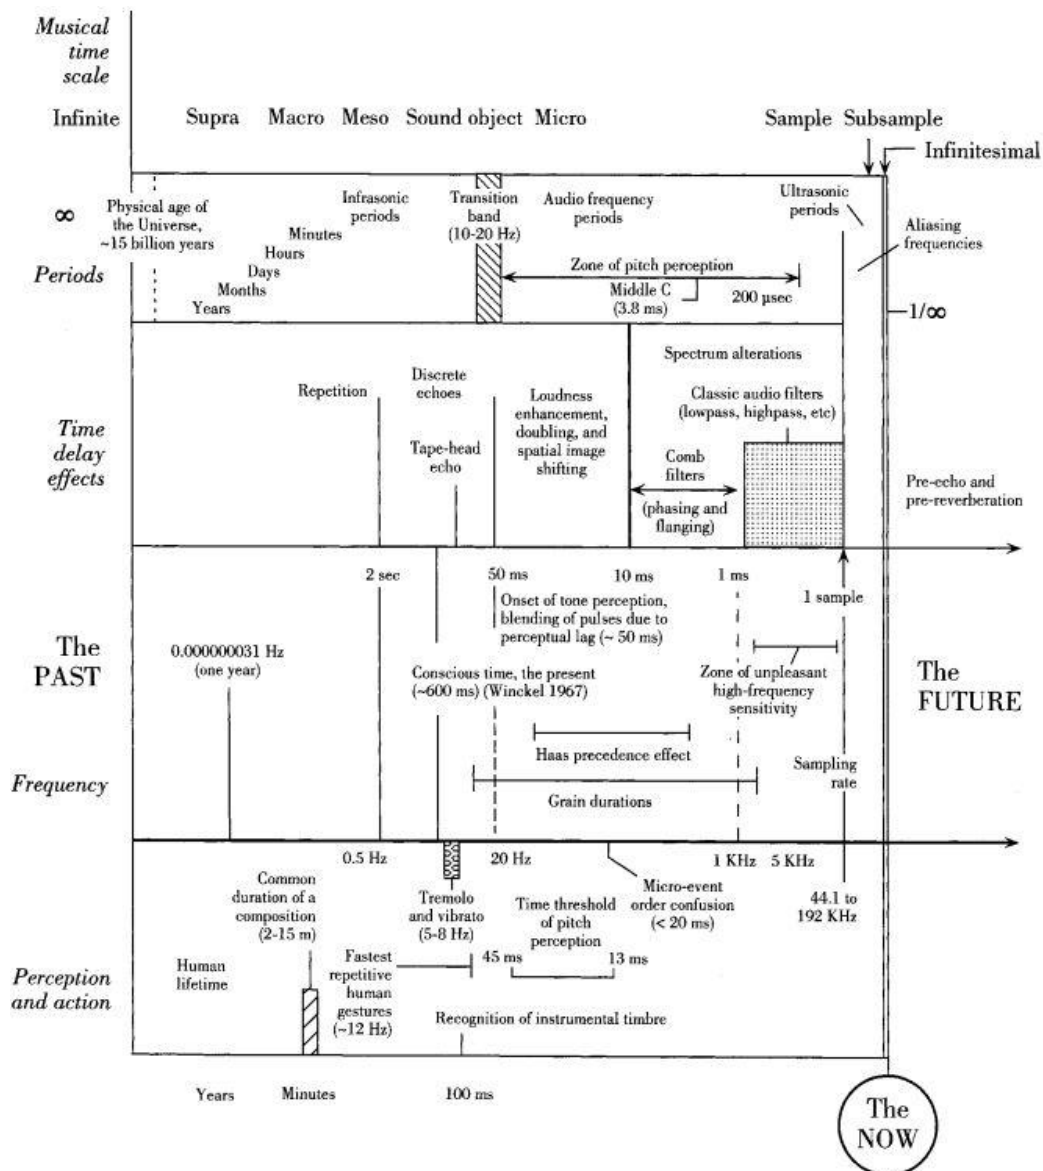 Musical
time
scale
Infinite
Supra
Macro
Meso
Sound object
Micro
Sample
Subsample
Infinitesimal
∞
Periods
Physical age of
the Universe,
~15 billion years
Years
Months
Days
Hours
Minutes
Infrasonic
periods
Transition
band
(10-20 Hz)
Audio frequency
periods
Zone of pitch perception
Middle C
(3.8 ms)
200 μsec
Ultrasonic
periods
Aliasing
frequencies
1/∞
Time
delay
effects
Repetition
Discrete
echoes
Tape-head
echo
Loudness
enhancement,
doubling, and
spatial image
shifting
Spectrum alterations
Classic audio filters
(lowpass, highpass, etc)
Comb
filters
(phasing and
flanging)
Pre-echo and
pre-reverberation
2 sec
50 ms
10 ms
1 ms
1 sample
The
PAST
Frequency
0.000000031 Hz
(one year)
Onset of tone perception,
blending of pulses due to
perceptual lag (~ 50 ms)
Conscious time, the present
(~600 ms) (Winckel 1967)
Zone of unpleasant
high-frequency
sensitivity
Haas precedence effect
Grain durations
Sampling
rate
The
FUTURE
0.5 Hz
20 Hz
1 KHz
5 KHz
44.1 to
192 KHz
Perception
and action
Human
lifetime
Common
duration of a
composition
(2-15 m)
Tremolo
and vibrato
(5-8 Hz)
Fastest
repetitive
human
gestures
(~12 Hz)
Time threshold
of pitch
perception
45 ms
13 ms
Micro-event
order confusion
(< 20 ms)
Recognition of instrumental timbre
Years
Minutes
100 ms
The
NOW